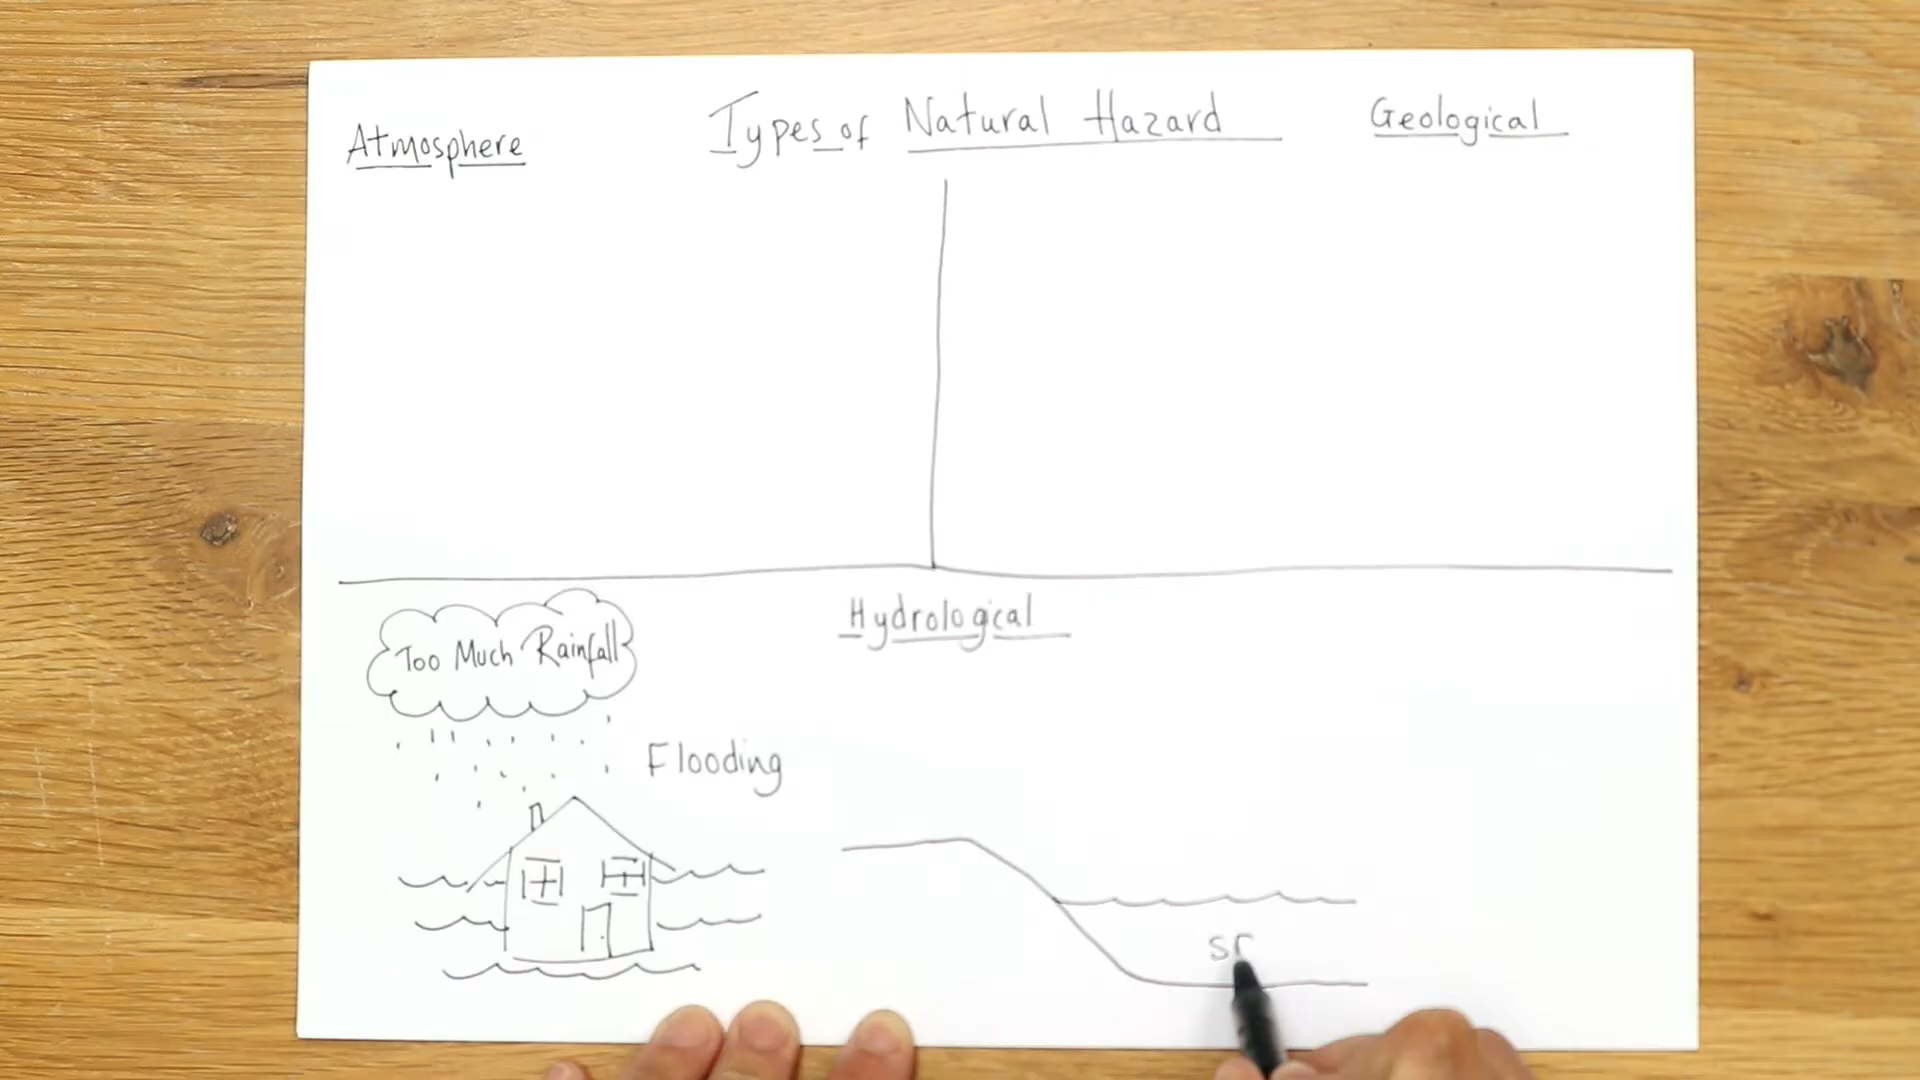 Types of Natural Hazard
Atmosphere
Geological
Hydrological
Too Much Rainfall
Flooding